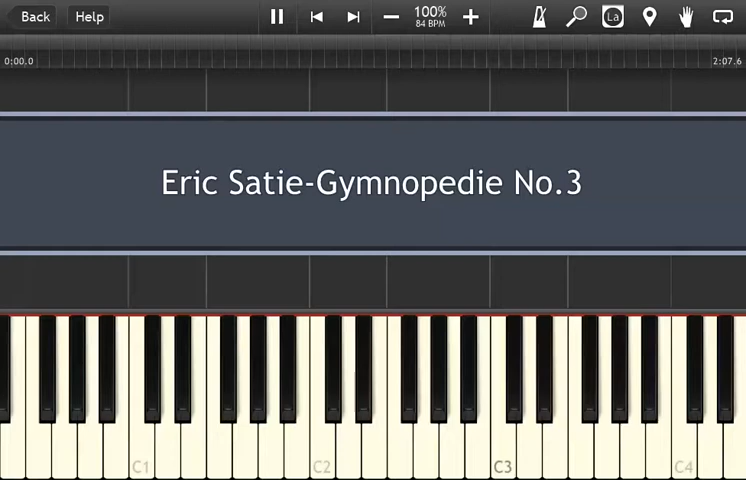 Back Help 100% La
84 BPM
0:00.0 2:07.6
Eric Satie-Gymnopedie No.3
C1 C2 C3 C4